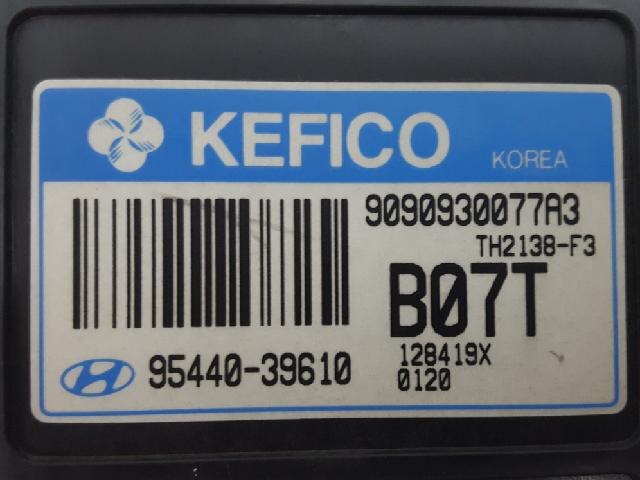 KEFICO KOREA
9090930077A3
TH2138-F3
B07T
95440-39610
128419X
0120